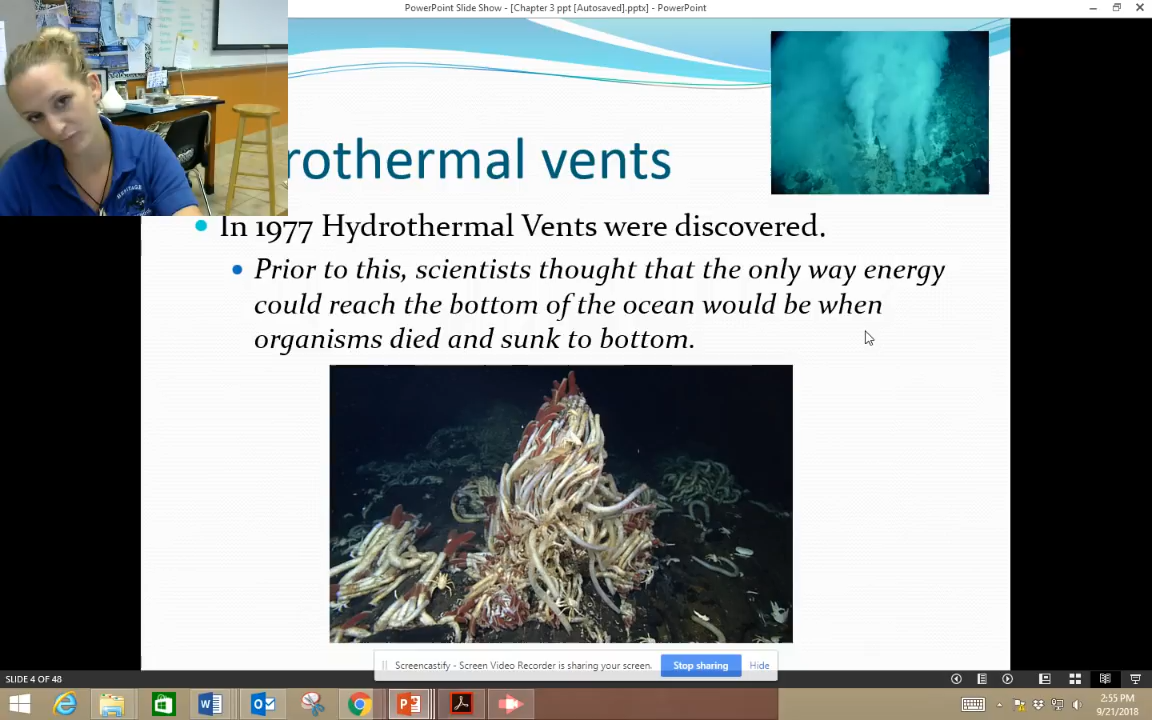 PowerPoint Slide Show - [Chapter 3 ppt [Autosaved].pptx] - PowerPoint
rothermal vents
HERITAGE
In 1977 Hydrothermal Vents were discovered.
Prior to this, scientists thought that the only way energy
could reach the bottom of the ocean would be when
organisms died and sunk to bottom.
Screencastify - Screen Video Recorder is sharing your screen.
Stop sharing
Hide
SLIDE 4 OF 48
2:55 PM
9/21/2018